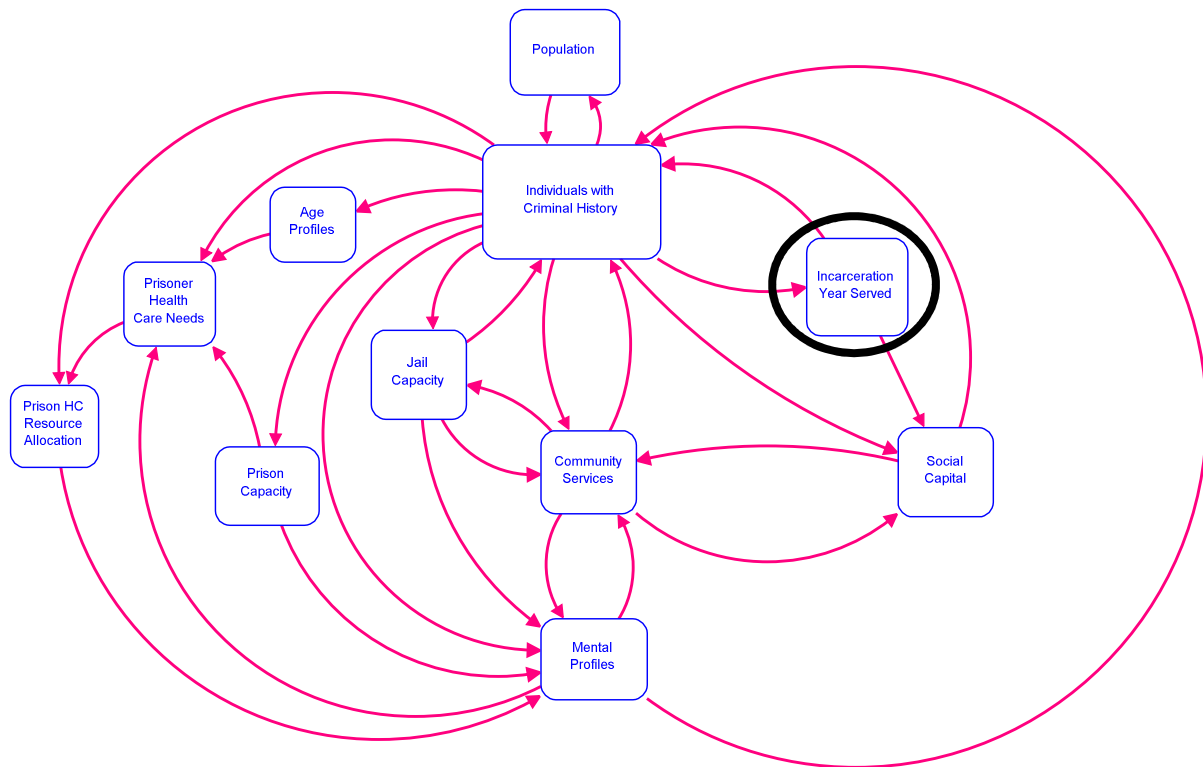 Population
Individuals with
Criminal History
Age
Profiles
Incarceration
Year Served
Prisoner
Health
Care Needs
Jail
Capacity
Prison HC
Resource
Allocation
Prison
Capacity
Community
Services
Social
Capital
Mental
Profiles